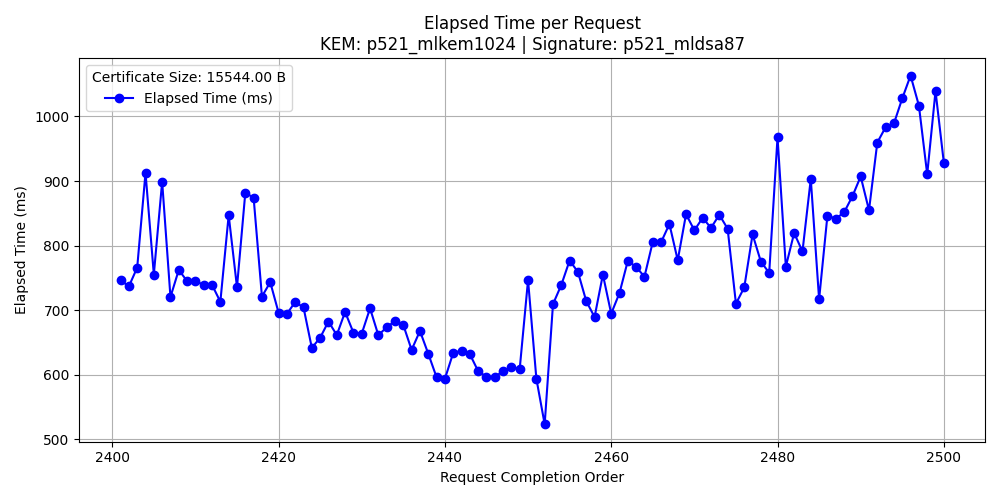 Elapsed Time per Request
KEM: p521_mlkem1024 | Signature: p521_mldsa87
Certificate Size: 15544.00 B
Elapsed Time (ms)
Elapsed Time (ms)
1000
900
800
700
600
500
2400
2420
2440
2460
2480
2500
Request Completion Order